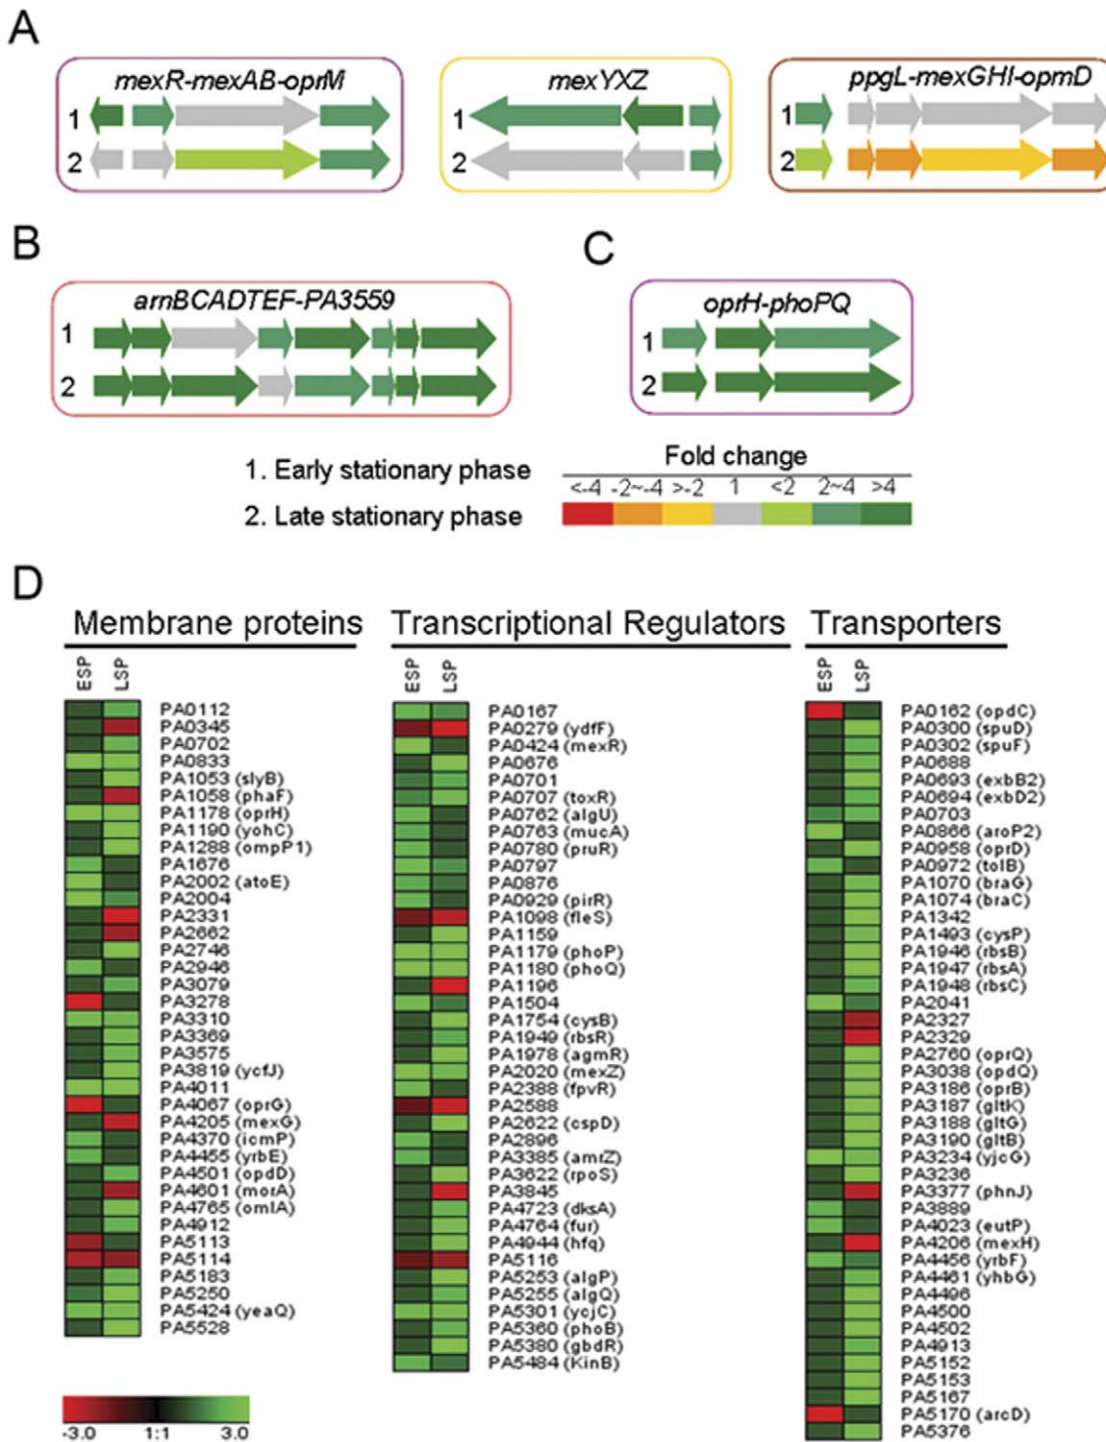 A
mexR-mexAB-oprM
1
2
mexYXZ
1
2
ppgL-mexGHI-opmD
1
2
B
arnBCADTEF-PA3559
1
2
C
oprH-phoPQ
1
2
1. Early stationary phase
2. Late stationary phase
Fold change
<-4 -2~-4 >-2 1 <2 2~4 >4
D
Membrane proteins
ESP LSP
PA0112
PA0345
PA0702
PA0833
PA1053 (slyB)
PA1058 (phaF)
PA1178 (oprH)
PA1190 (yohC)
PA1288 (ompP1)
PA1676
PA2002 (atoE)
PA2004
PA2331
PA2662
PA2746
PA2946
PA3079
PA3278
PA3310
PA3369
PA3575
PA3819 (ycfJ)
PA4011
PA4067 (oprG)
PA4205 (mexG)
PA4370 (icmP)
PA4455 (yrbE)
PA4501 (opdD)
PA4601 (morA)
PA4765 (omlA)
PA4912
PA5113
PA5114
PA5183
PA5250
PA5424 (yeaQ)
PA5528
-3.0 1:1 3.0
Transcriptional Regulators
ESP LSP
PA0167
PA0279 (ydfF)
PA0424 (mexR)
PA0676
PA0701
PA0707 (toxR)
PA0762 (algU)
PA0763 (mucA)
PA0780 (pruR)
PA0797
PA0876
PA0929 (pirR)
PA1098 (fleS)
PA1159
PA1179 (phoP)
PA1180 (phoQ)
PA1196
PA1504
PA1754 (cysB)
PA1949 (rbsR)
PA1978 (agmR)
PA2020 (mexZ)
PA2388 (fpvR)
PA2588
PA2622 (cspD)
PA2896
PA3385 (amrZ)
PA3622 (rpoS)
PA3845
PA4723 (dksA)
PA4764 (fur)
PA4944 (hfq)
PA5116
PA5253 (algP)
PA5255 (algQ)
PA5301 (ycjC)
PA5360 (phoB)
PA5380 (gbdR)
PA5484 (KinB)
Transporters
ESP LSP
PA0162 (opdC)
PA0300 (spuD)
PA0302 (spuF)
PA0688
PA0693 (exbB2)
PA0694 (exbD2)
PA0703
PA0866 (aroP2)
PA0958 (oprD)
PA0972 (tolB)
PA1070 (braG)
PA1074 (braC)
PA1342
PA1493 (cysP)
PA1946 (rbsB)
PA1947 (rbsA)
PA1948 (rbsC)
PA2041
PA2327
PA2329
PA2760 (oprQ)
PA3038 (opdQ)
PA3186 (oprB)
PA3187 (gltK)
PA3188 (gltG)
PA3190 (gltB)
PA3234 (yjcG)
PA3236
PA3377 (phnJ)
PA3889
PA4023 (eutP)
PA4206 (mexH)
PA4456 (yrbF)
PA4461 (yhbG)
PA4496
PA4500
PA4502
PA4913
PA5152
PA5153
PA5167
PA5170 (arcD)
PA5376